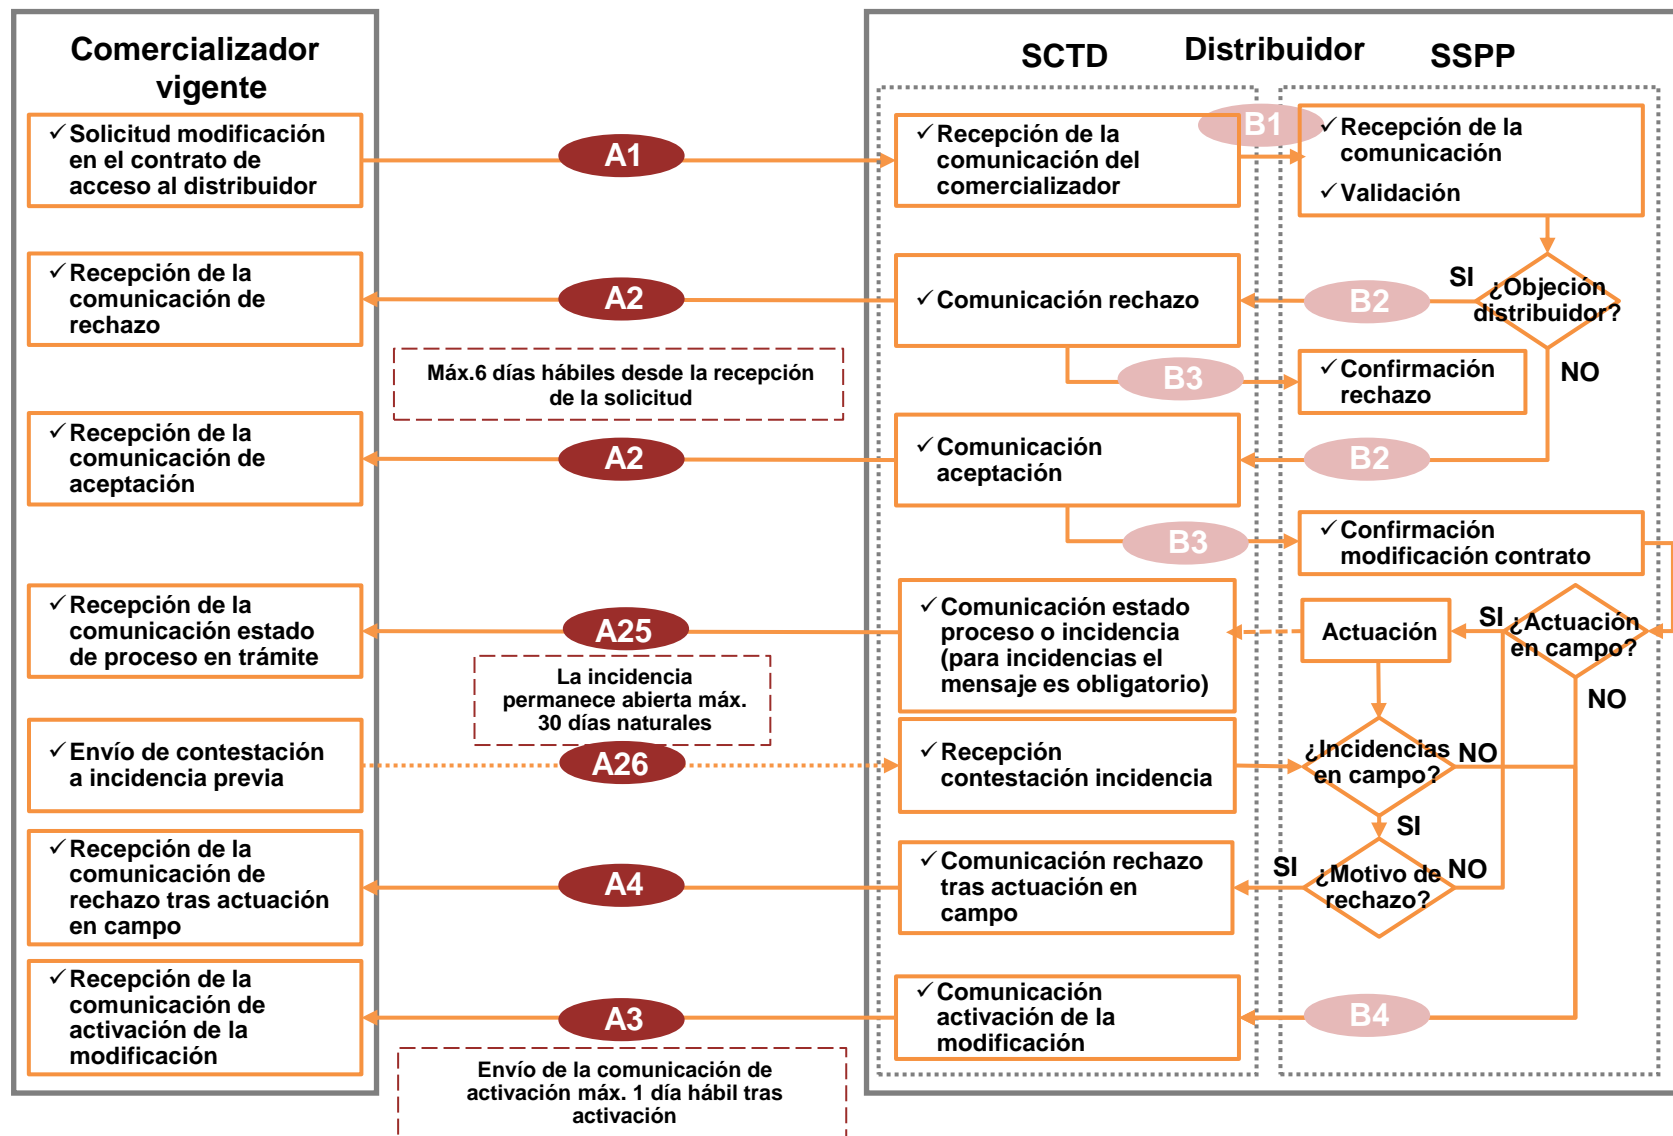 Comercializador
vigente
Distribuidor
SCTD
SSPP
✓ Solicitud modificación
en el contrato de
acceso al distribuidor
A1
✓ Recepción de la
comunicación del
comercializador
B1
✓ Recepción de la
comunicación
✓ Validación
✓ Recepción de la
comunicación de
rechazo
A2
✓ Comunicación rechazo
B2
SI
¿Objeción
distribuidor?
NO
Máx.6 días hábiles desde la recepción
de la solicitud
B3
✓ Confirmación
rechazo
✓ Recepción de la
comunicación de
aceptación
A2
✓ Comunicación
aceptación
B2
B3
✓ Confirmación
modificación contrato
✓ Recepción de la
comunicación estado
de proceso en trámite
A25
✓ Comunicación estado
proceso o incidencia
(para incidencias el
mensaje es obligatorio)
Actuación
SI
¿Actuación
en campo?
NO
La incidencia
permanece abierta máx.
30 días naturales
✓ Envío de contestación
a incidencia previa
A26
✓ Recepción
contestación incidencia
¿Incidencias
en campo?
NO
SI
✓ Recepción de la
comunicación de
rechazo tras actuación
en campo
A4
✓ Comunicación rechazo
tras actuación en
campo
SI
¿Motivo de
rechazo?
NO
✓ Recepción de la
comunicación de
activación de la
modificación
A3
✓ Comunicación
activación de la
modificación
B4
Envío de la comunicación de
activación máx. 1 día hábil tras
activación